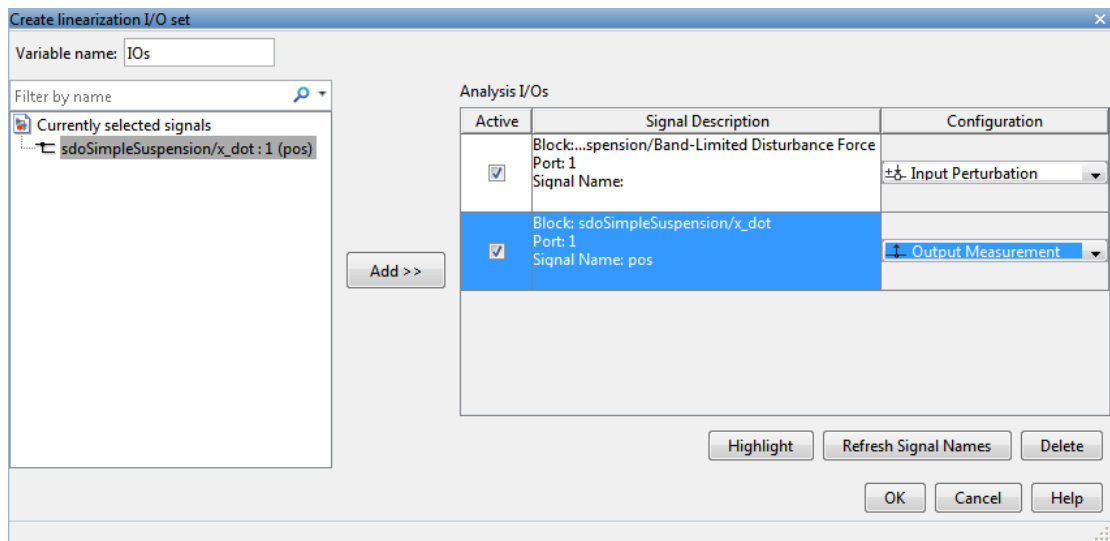 Create linearization I/O set
Variable name: IOs
Filter by name
Currently selected signals
sdoSimpleSuspension/x_dot : 1 (pos)
Add >>
Analysis I/Os
Active Signal Description Configuration
Block:...spension/Band-Limited Disturbance Force
Port: 1
Signal Name:
Input Perturbation
Block: sdoSimpleSuspension/x_dot
Port: 1
Signal Name: pos
Output Measurement
Highlight Refresh Signal Names Delete
OK Cancel Help